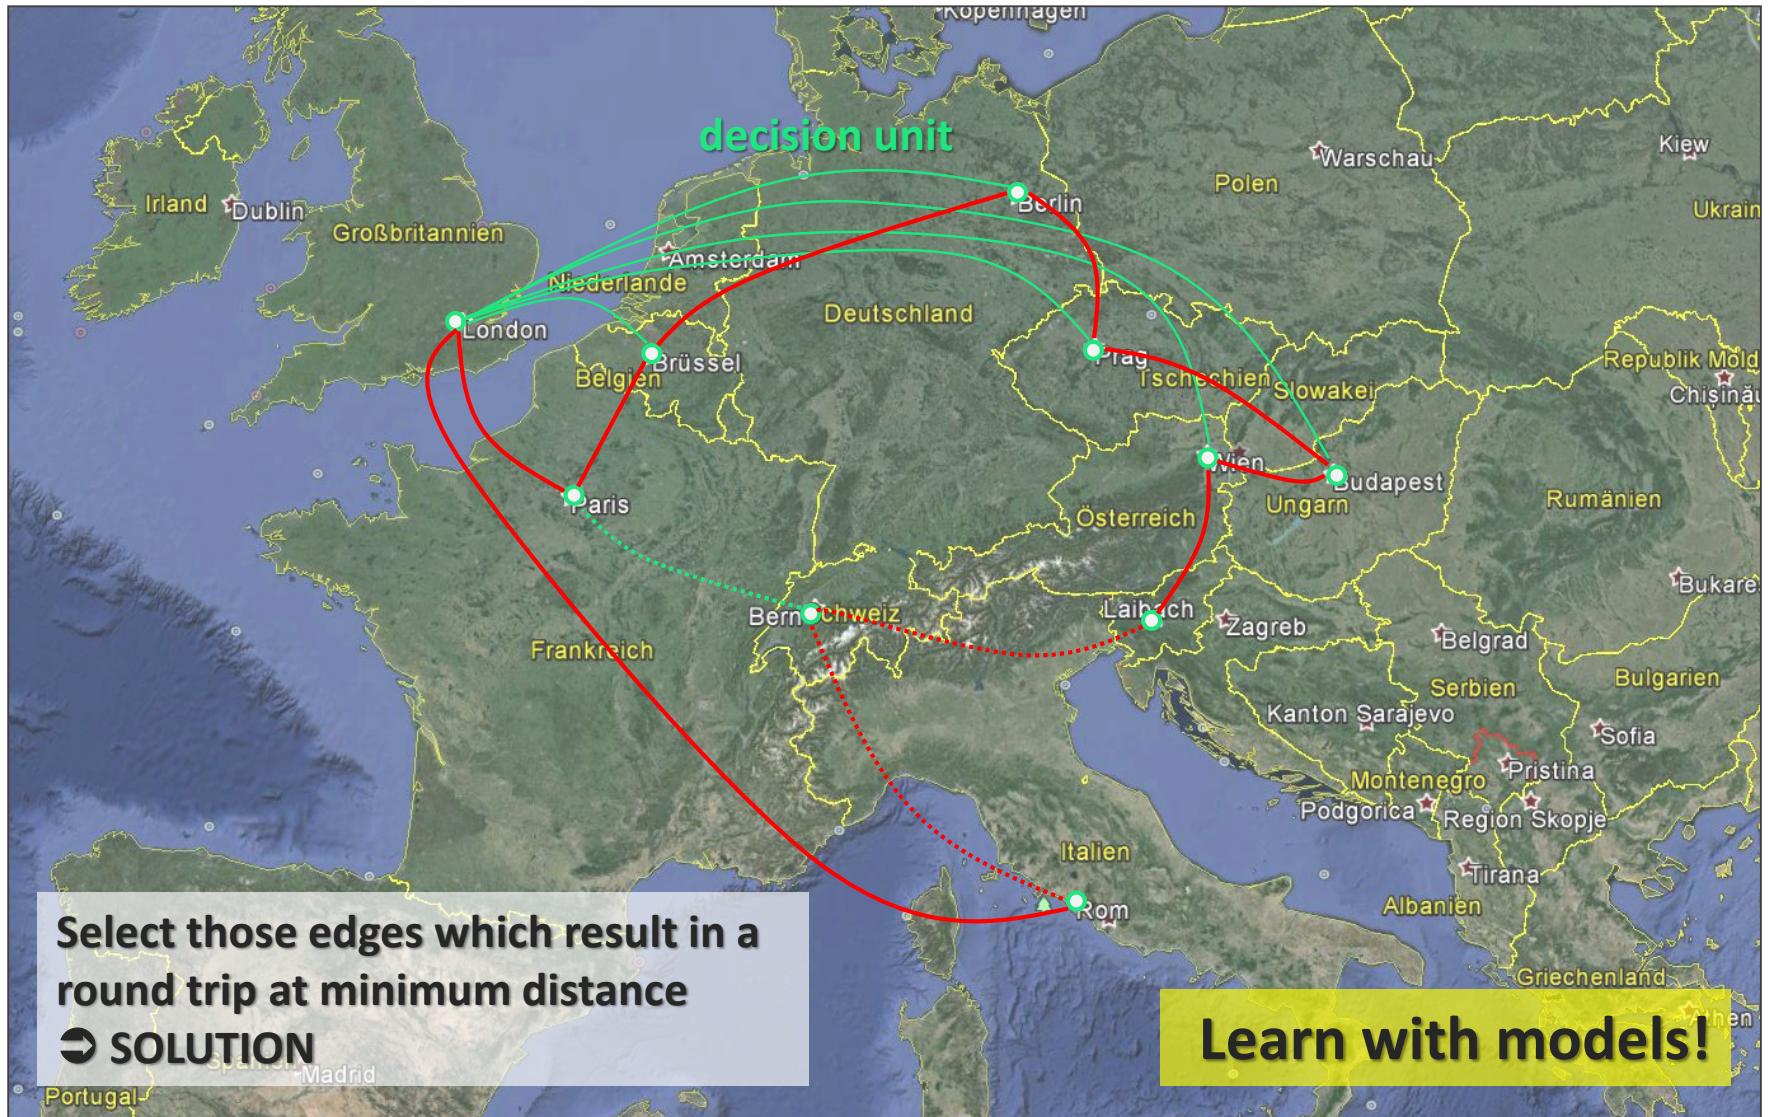 Kopenhagen
decision unit
Kiew
Warschau
Polen
Irland
Dublin
Berlin
Ukrain
Großbritannien
Amsterdam
Niederlande
Deutschland
London
Brüssel
Prag
Republik Mold
Belgien
Tschechien
Slowakei
Chișinău
Wien
Budapest
Paris
Ungarn
Rumänien
Österreich
Bukare
Laibach
Bern
Schweiz
Zagreb
Belgrad
Frankreich
Serbien
Bulgarien
Kanton Sarajevo
Sofia
Pristina
Montenegro
Podgorica
Region Skopje
Italien
Tirana
Albanien
Rom
Select those edges which result in a
round trip at minimum distance
➲ SOLUTION
Griechenland
Athen
Learn with models!
Spanien
Madrid
Portugal